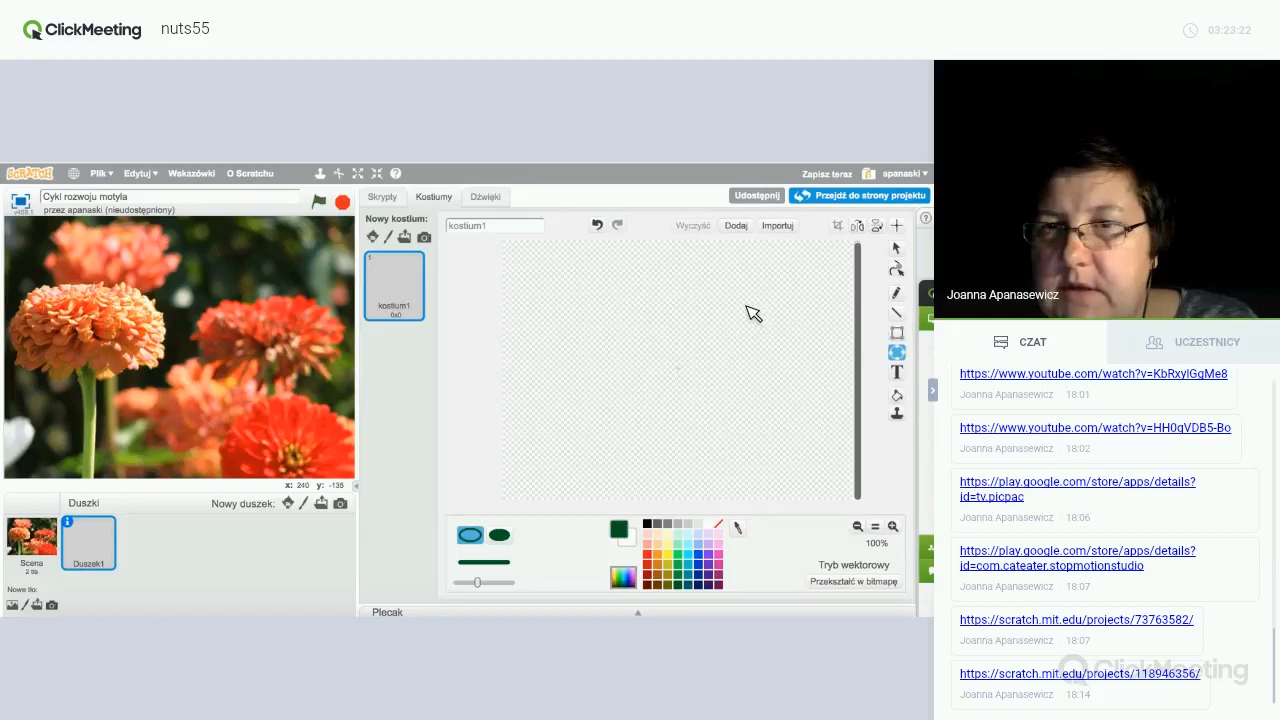 ClickMeeting
nuts55
03:23:22
SCRATCH
Plik
Edytuj
Wskazówki
O Scratchu
Zapisz teraz
apanaski
Cykl rozwoju motyla
przez apanaski (nieudostępniony)
Skrypty
Kostiumy
Dźwięki
Udostępnij
Przejdź do strony projektu
Nowy kostium:
kostium1
Wyczyść
Dodaj
Importuj
1
kostium1
0x0
T
x: 240 y: -135
Duszki
Nowy duszek:
Scena
2 tła
Duszek1
Nowe tło:
100%
Tryb wektorowy
Przekształć w bitmapę
Plecak
Joanna Apanasewicz
CZAT
UCZESTNICY
https://www.youtube.com/watch?v=KbRxylGgMe8
Joanna Apanasewicz 18:01
https://www.youtube.com/watch?v=HH0qVDB5-Bo
Joanna Apanasewicz 18:02
https://play.google.com/store/apps/details?
id=tv.picpac
Joanna Apanasewicz 18:06
https://play.google.com/store/apps/details?
id=com.cateater.stopmotionstudio
Joanna Apanasewicz 18:07
https://scratch.mit.edu/projects/73763582/
Joanna Apanasewicz 18:07
https://scratch.mit.edu/projects/118946356/
Joanna Apanasewicz 18:14
ClickMeeting